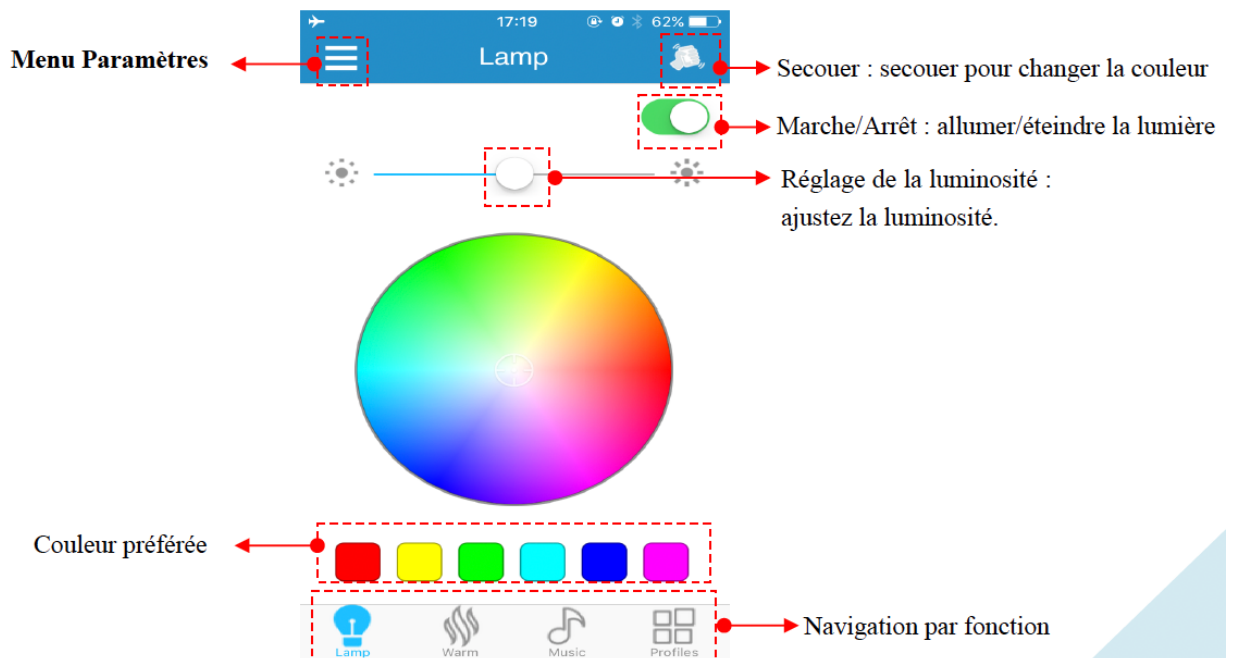 17:19
62%
Menu Paramètres
Lamp
Secouer : secouer pour changer la couleur
Marche/Arrêt : allumer/éteindre la lumière
Réglage de la luminosité :
ajustez la luminosité.
Couleur préférée
Navigation par fonction
Lamp
Warm
Music
Profiles